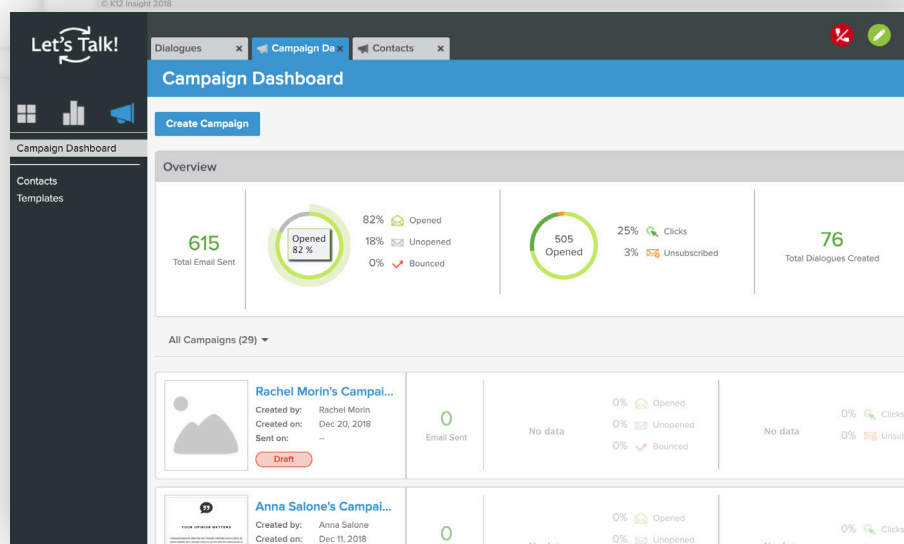 © K12 Insight 2018
Let's Talk!
Dialogues x
Campaign Da x
Contacts x
Campaign Dashboard
Create Campaign
Campaign Dashboard
Contacts
Templates
Overview
615
Total Email Sent
Opened
82 %
82% Opened
18% Unopened
0% Bounced
505
Opened
25% Clicks
3% Unsubscribed
76
Total Dialogues Created
All Campaigns (29)
Rachel Morin's Campai...
Created by: Rachel Morin
Created on: Dec 20, 2018
Sent on: --
Draft
0
Email Sent
No data
0% Opened
0% Unopened
0% Bounced
No data
0% Clicks
0% Unsu
YOUR OPINION MATTERS
Anna Salone's Campai...
Created by: Anna Salone
Created on: Dec 11, 2018
0
0% Opened
0% Unopened
0% Clicks